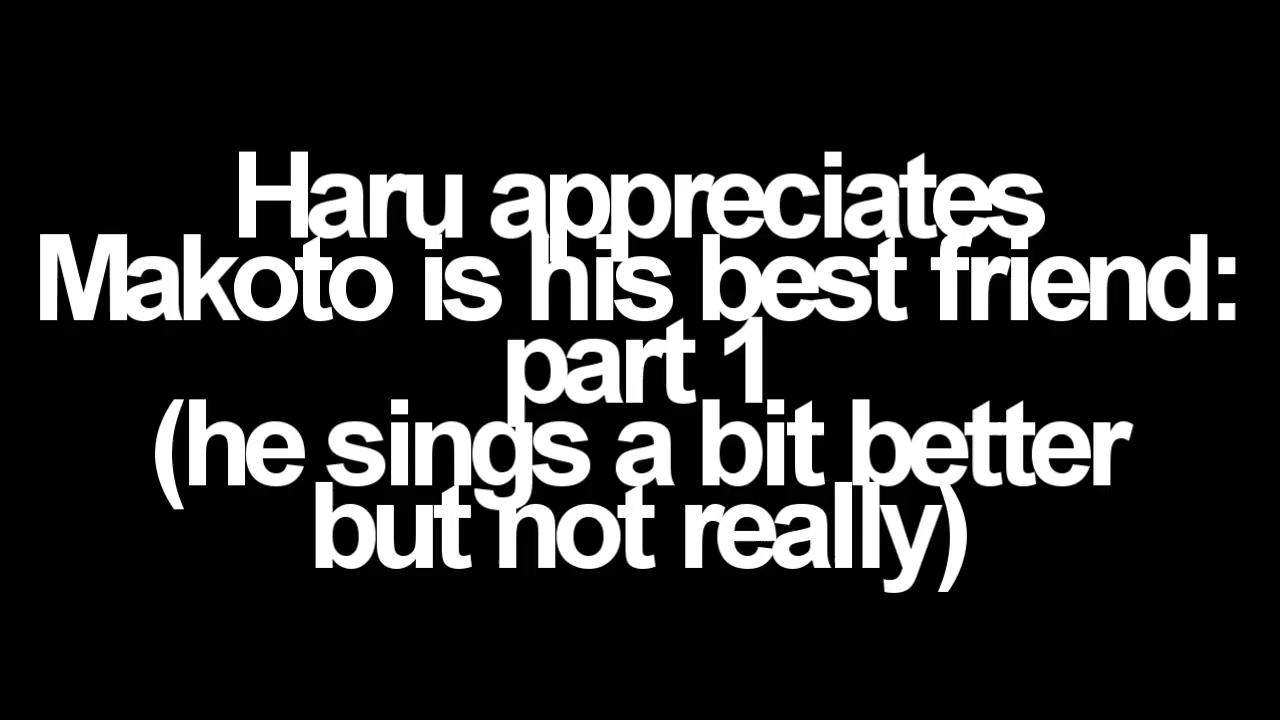 Haru appreciates
Makoto is his best friend:
part 1
(he sings a bit better
but not really)